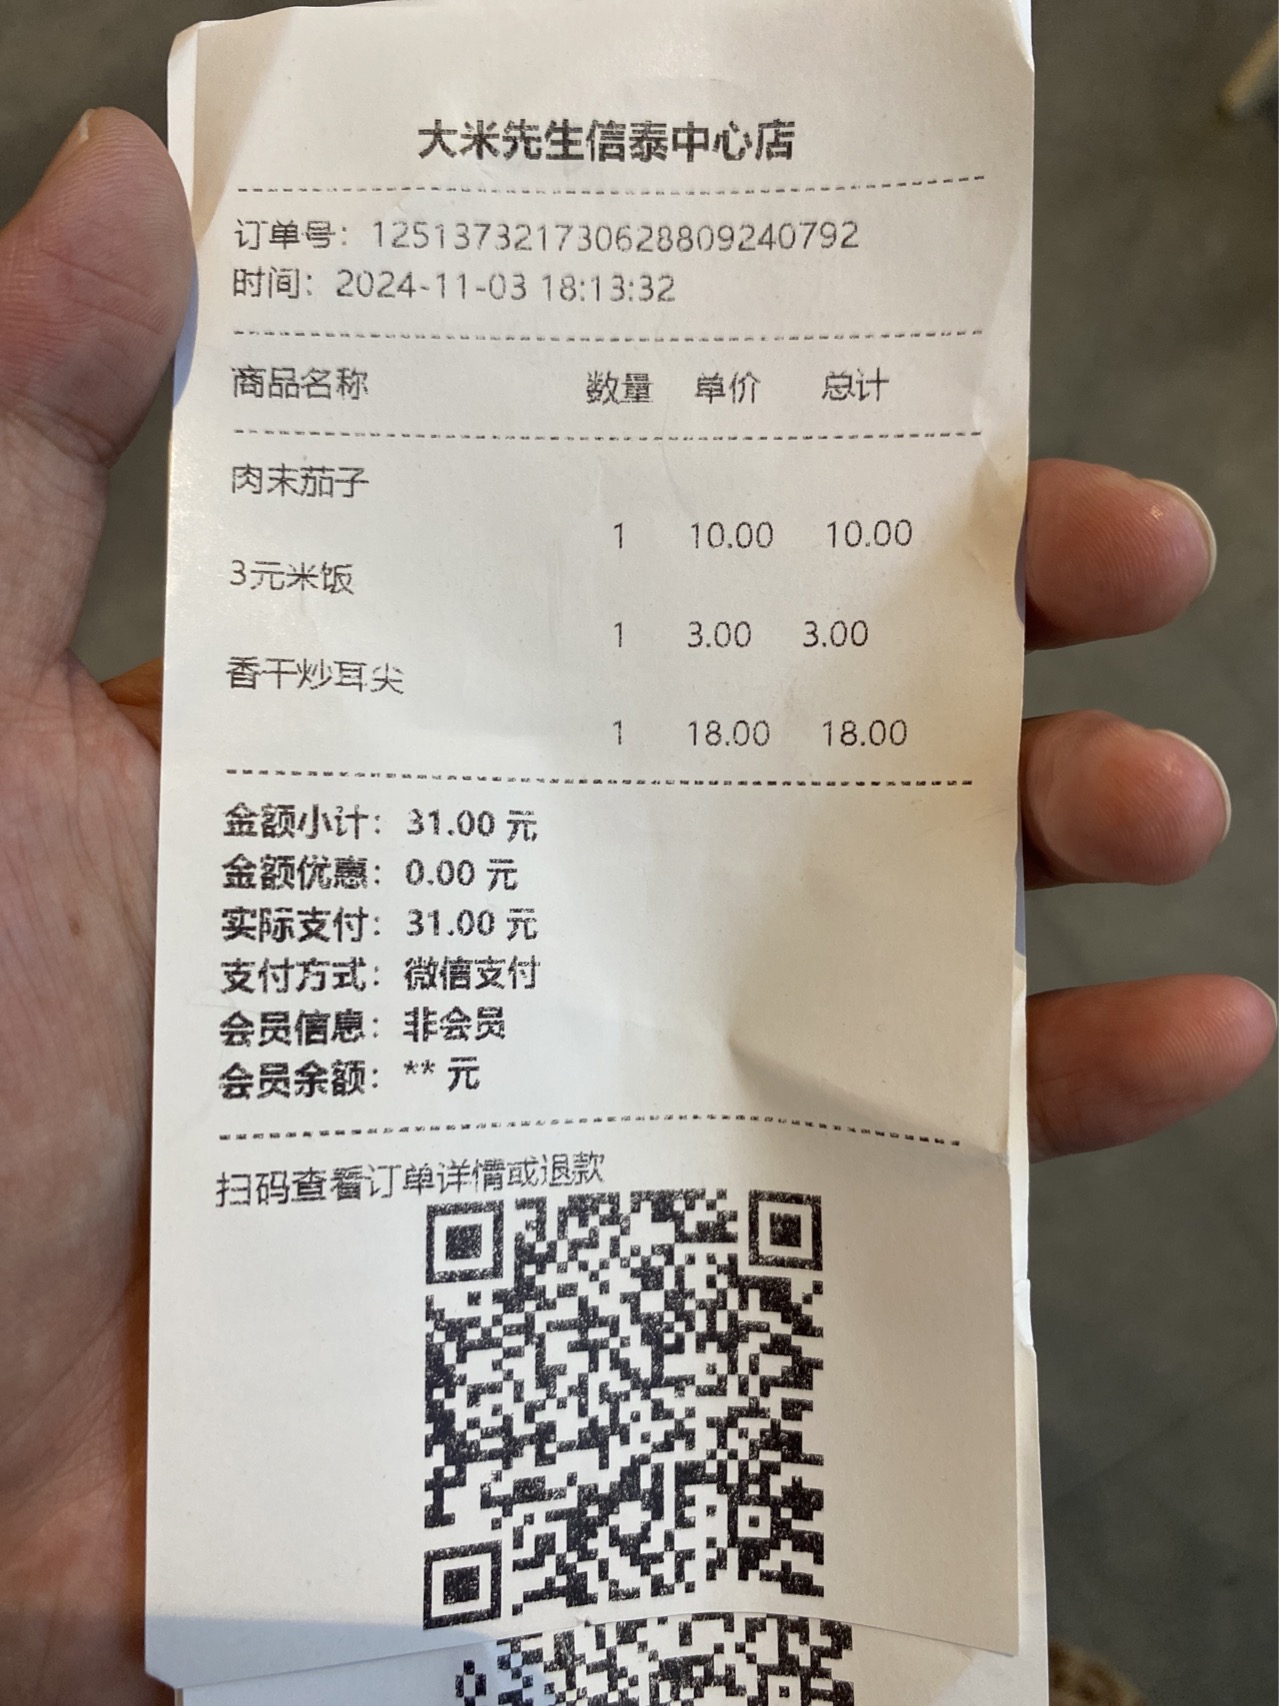 大米先生信泰中心店
订单号：125137321730628809240792
时间：2024-11-03 18:13:32
商品名称 数量 单价 总计
肉末茄子
1 10.00 10.00
3元米饭
1 3.00 3.00
香干炒耳尖
1 18.00 18.00
金额小计：31.00 元
金额优惠：0.00 元
实际支付：31.00 元
支付方式：微信支付
会员信息：非会员
会员余额：** 元
扫码查看订单详情或退款